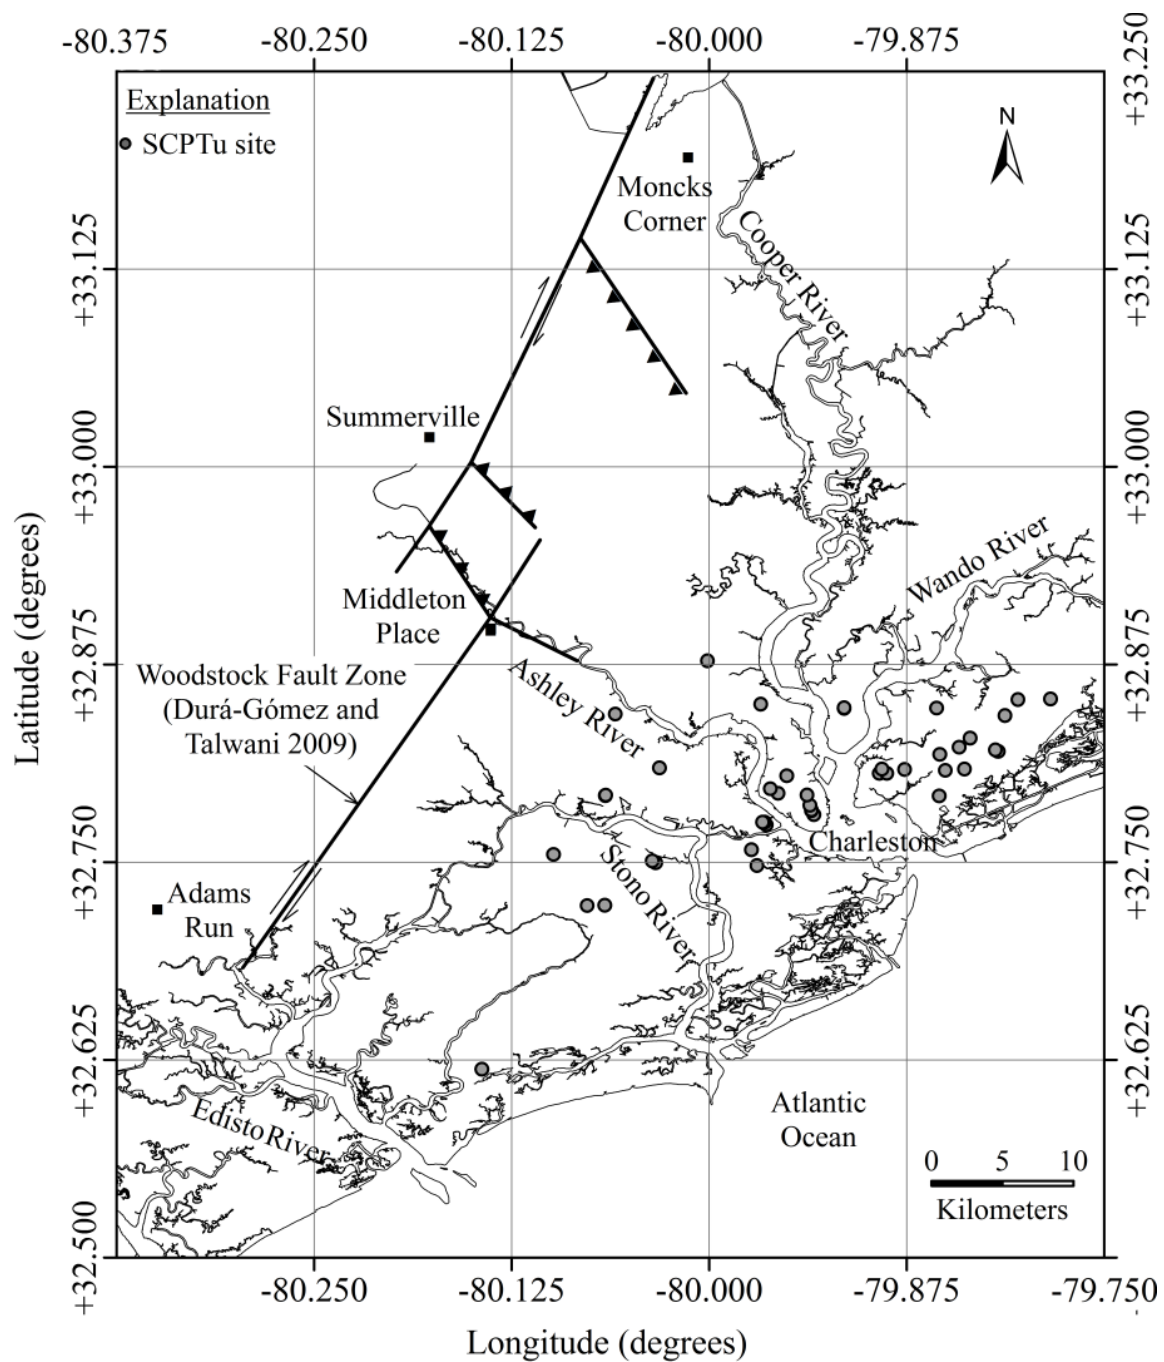 -80.375 -80.250 -80.125 -80.000 -79.875
+33.250
Explanation
SCPTu site
N
Moncks
Corner
Cooper River
+33.125
+33.125
Summerville
+33.000
+33.000
Wando River
Middleton
Place
+32.875
+32.875
Woodstock Fault Zone
(Durá-Gómez and
Talwani 2009)
Ashley River
Latitude (degrees)
Charleston
+32.750
+32.750
Stono River
Adams
Run
+32.625
+32.625
Edisto River
Atlantic
Ocean
0 5 10
Kilometers
+32.500
-80.250 -80.125 -80.000 -79.875 -79.750
Longitude (degrees)